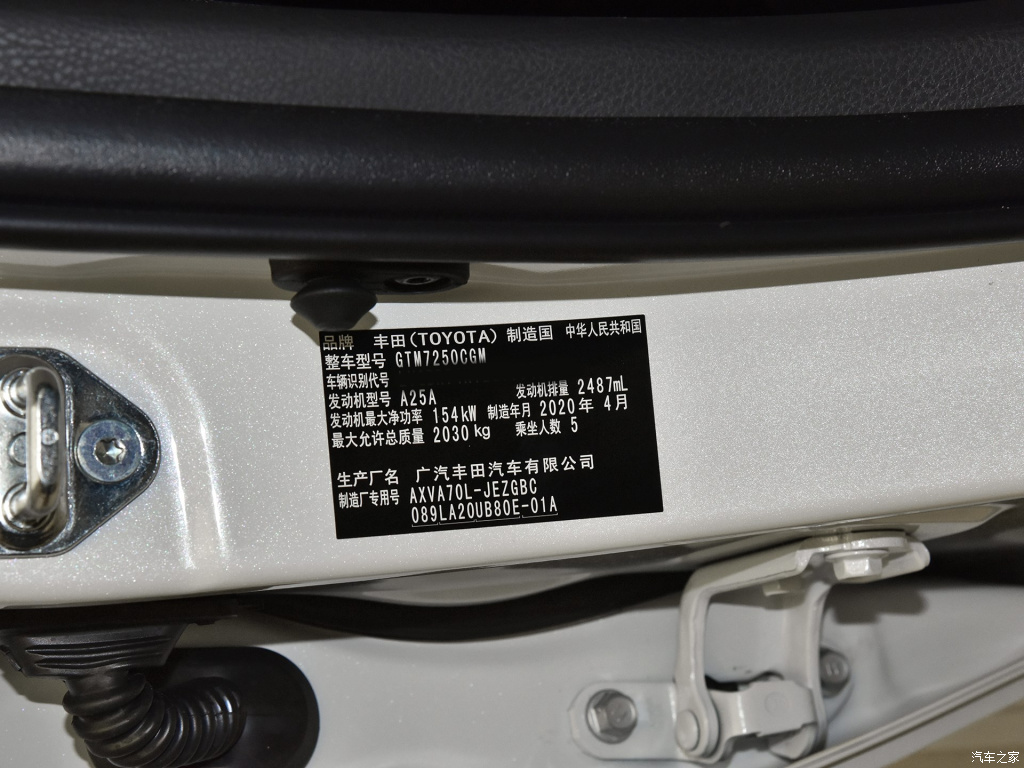 品牌 丰田(TOYOTA) 制造国 中华人民共和国
整车型号 GTM7250CGM
车辆识别代号
发动机型号 A25A 发动机排量 2487mL
发动机最大净功率 154kW 制造年月 2020年 4月
最大允许总质量 2030kg 乘坐人数 5
生产厂名 广汽丰田汽车有限公司
制造厂专用号 AXVA70L-JEZGBC
089LA20UB80E-01A
汽车之家